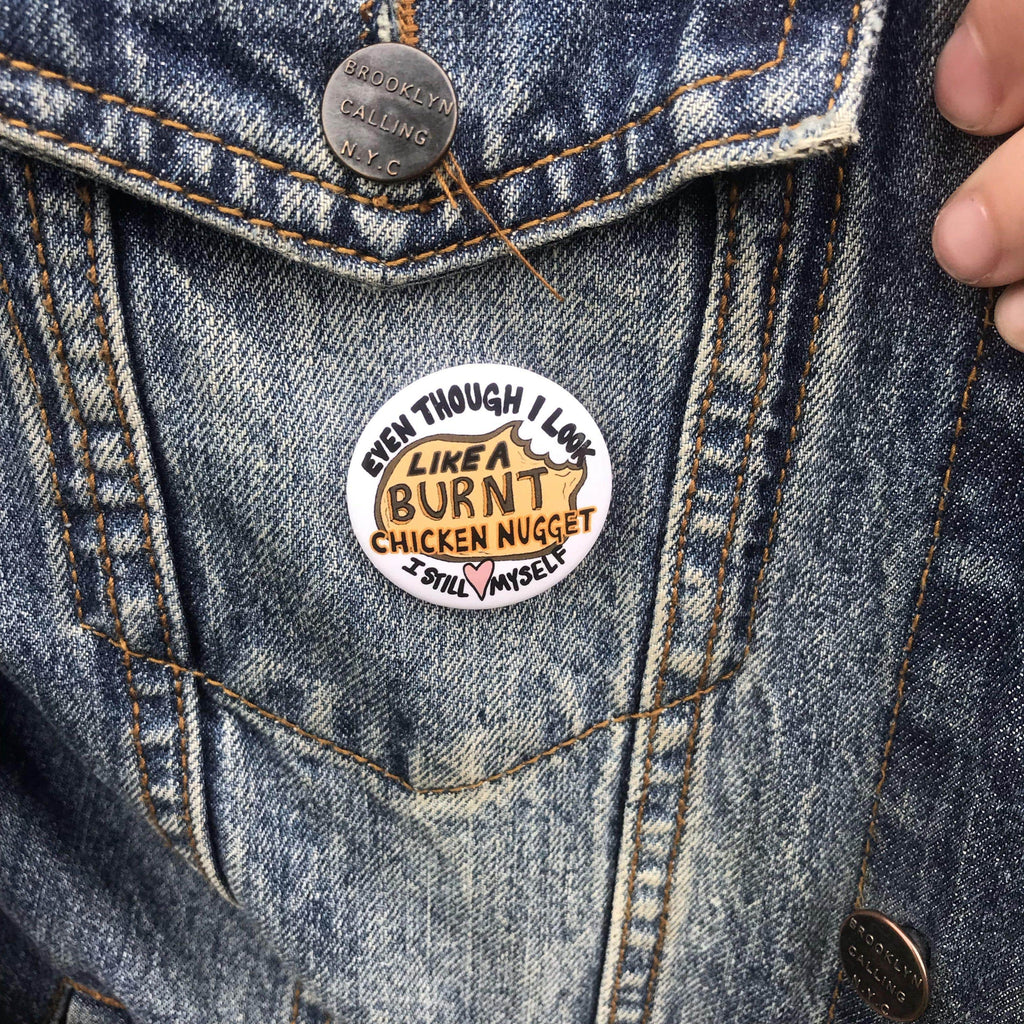 BROOKLYN
CALLING
N.Y.C
EVEN THOUGH I LOOK
LIKE A
BURNT
CHICKEN NUGGET
I STILL MYSELF
BROOKLYN
CALLING
N.Y.C